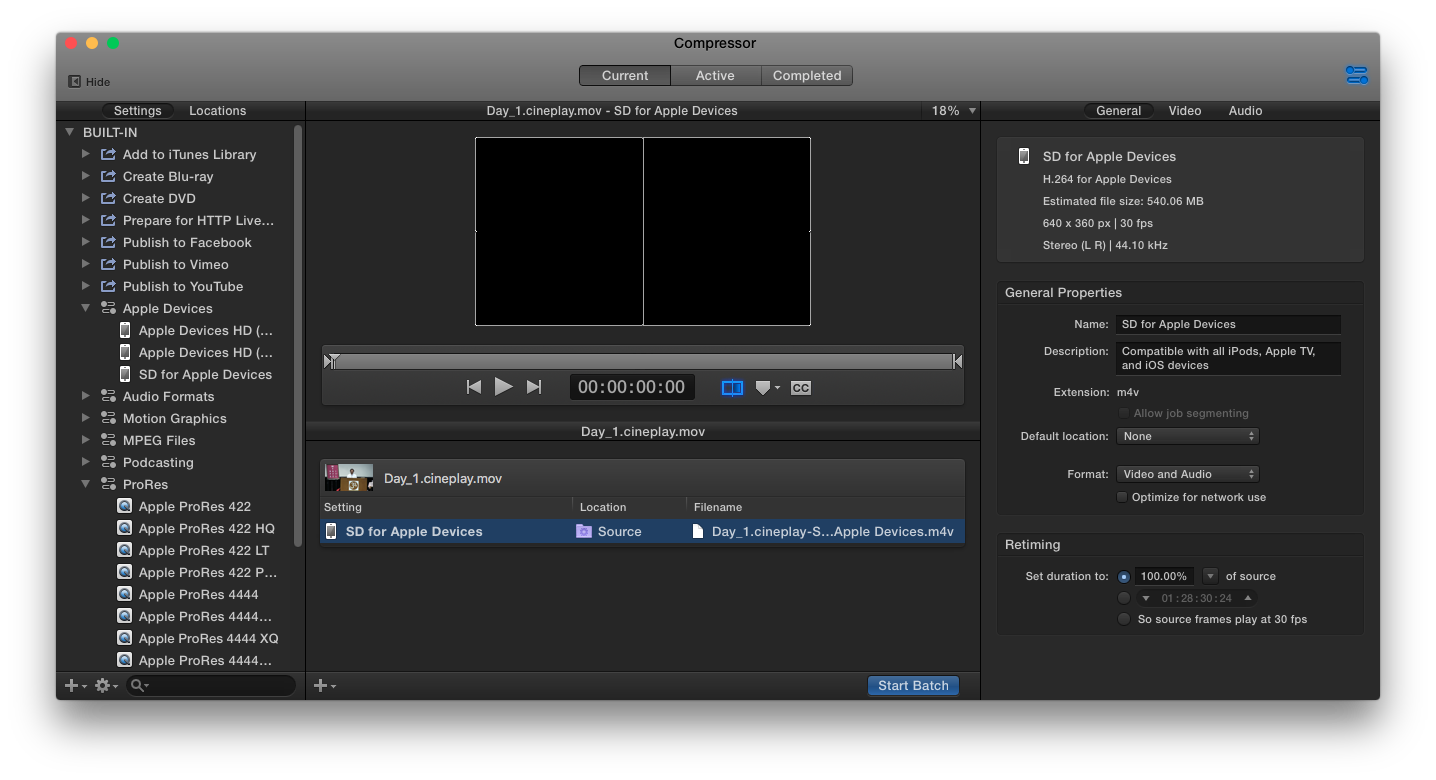 Compressor
Hide
Current Active Completed
Settings Locations
BUILT-IN
Add to iTunes Library
Create Blu-ray
Create DVD
Prepare for HTTP Live...
Publish to Facebook
Publish to Vimeo
Publish to YouTube
Apple Devices
Apple Devices HD (...
Apple Devices HD (...
SD for Apple Devices
Audio Formats
Motion Graphics
MPEG Files
Podcasting
ProRes
Apple ProRes 422
Apple ProRes 422 HQ
Apple ProRes 422 LT
Apple ProRes 422 P...
Apple ProRes 4444
Apple ProRes 4444...
Apple ProRes 4444 XQ
Apple ProRes 4444...
Day_1.cineplay.mov - SD for Apple Devices 18%
00:00:00:00 CC
Day_1.cineplay.mov
Day_1.cineplay.mov
Setting Location Filename
SD for Apple Devices Source Day_1.cineplay-S...Apple Devices.m4v
Start Batch
General Video Audio
SD for Apple Devices
H.264 for Apple Devices
Estimated file size: 540.06 MB
640 x 360 px | 30 fps
Stereo (L R) | 44.10 kHz
General Properties
Name: SD for Apple Devices
Description: Compatible with all iPods, Apple TV,
and iOS devices
Extension: m4v
Allow job segmenting
Default location: None
Format: Video and Audio
Optimize for network use
Retiming
Set duration to: 100.00% of source
01:28:30:24
So source frames play at 30 fps